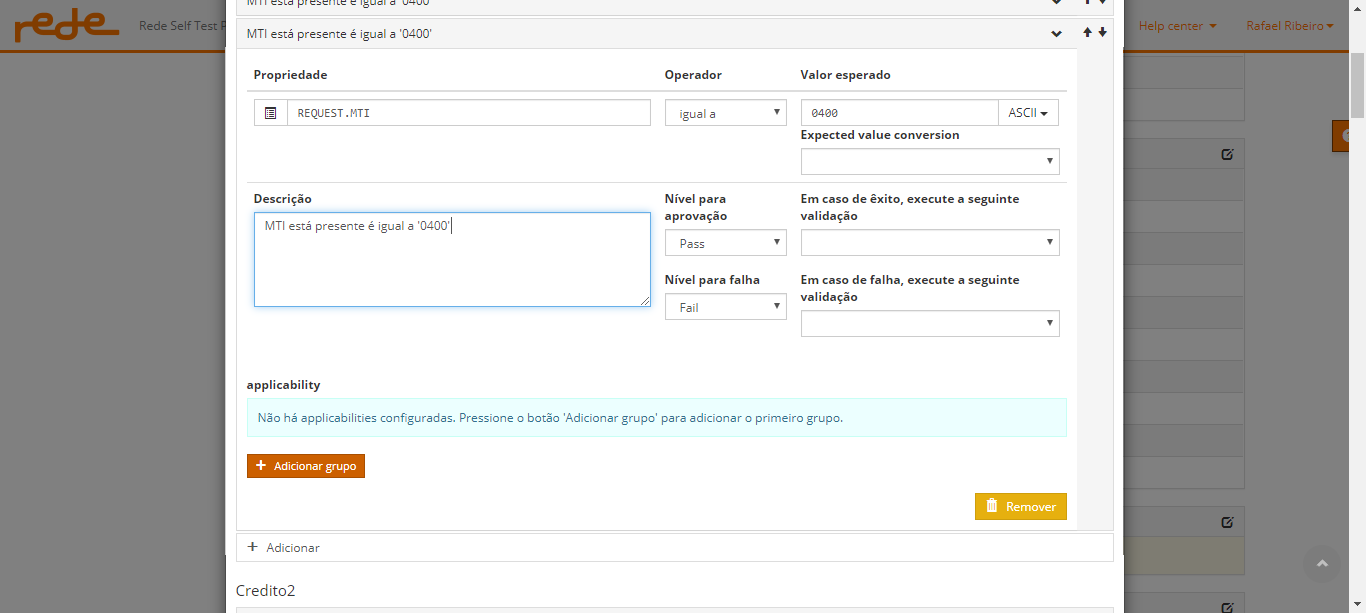 MTI está presente é igual a '0400'
rede
Rede Self Test
Help center
Rafael Ribeiro
MTI está presente é igual a '0400'
Propriedade
Operador
Valor esperado
REQUEST.MTI
igual a
0400
ASCII
Expected value conversion
Descrição
Nível para
aprovação
Em caso de êxito, execute a seguinte
validação
MTI está presente é igual a '0400'
Pass
Nível para falha
Em caso de falha, execute a seguinte
validação
Fail
applicability
Não há applicabilities configuradas. Pressione o botão 'Adicionar grupo' para adicionar o primeiro grupo.
+ Adicionar grupo
Remover
+ Adicionar
Credito2